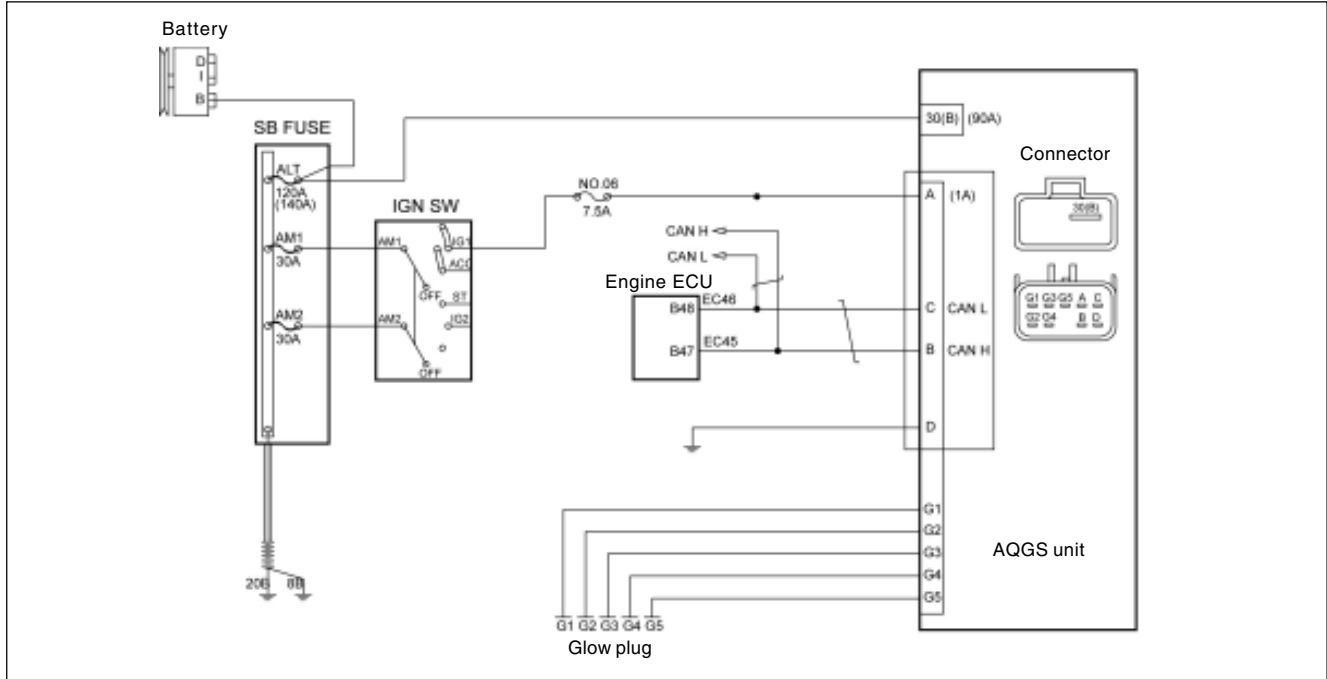 Battery
D
I
B
SB FUSE
ALT
120A
(140A)
AM1
30A
AM2
30A
20B 8B
IGN SW
AM1
IG1
ACC
OFF
ST
AM2
IG2
OFF
NO.06
7.5A
CAN H
CAN L
Engine ECU
B48 EC46
B47 EC45
30(B) (90A)
A (1A)
C CAN L
B CAN H
D
G1
G2
G3
G4
G5
AQGS unit
Connector
30(B)
G1 G3 G5 A C
G2 G4 B D
G1 G2 G3 G4 G5
Glow plug